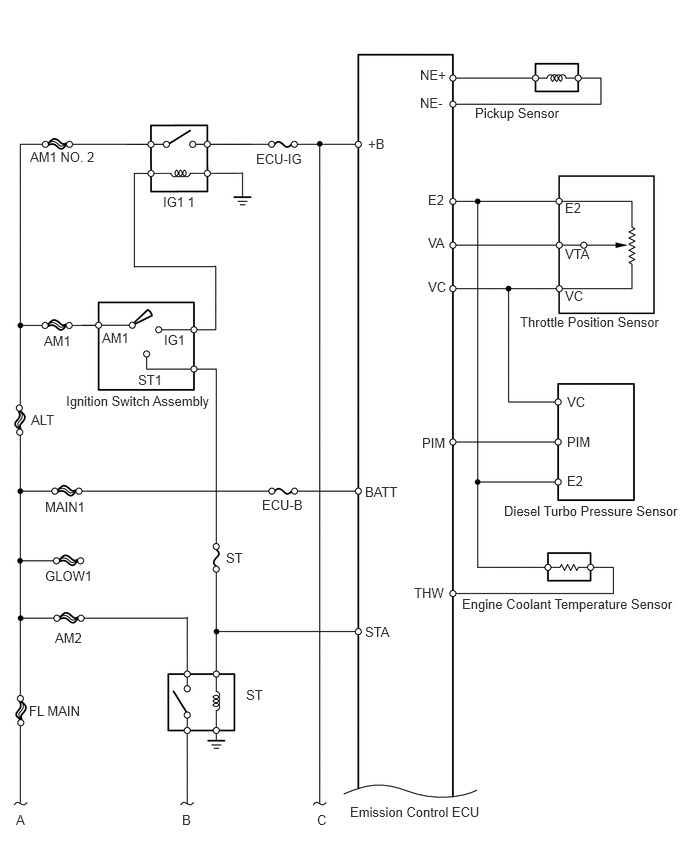 NE+
NE-
Pickup Sensor
AM1 NO. 2
ECU-IG
+B
IG1 1
E2
E2
VA
VTA
VC
VC
Throttle Position Sensor
AM1
AM1
IG1
ST1
Ignition Switch Assembly
ALT
VC
PIM
PIM
E2
Diesel Turbo Pressure Sensor
MAIN1
ECU-B
BATT
ST
GLOW1
THW
Engine Coolant Temperature Sensor
AM2
STA
ST
FL MAIN
A
B
C
Emission Control ECU